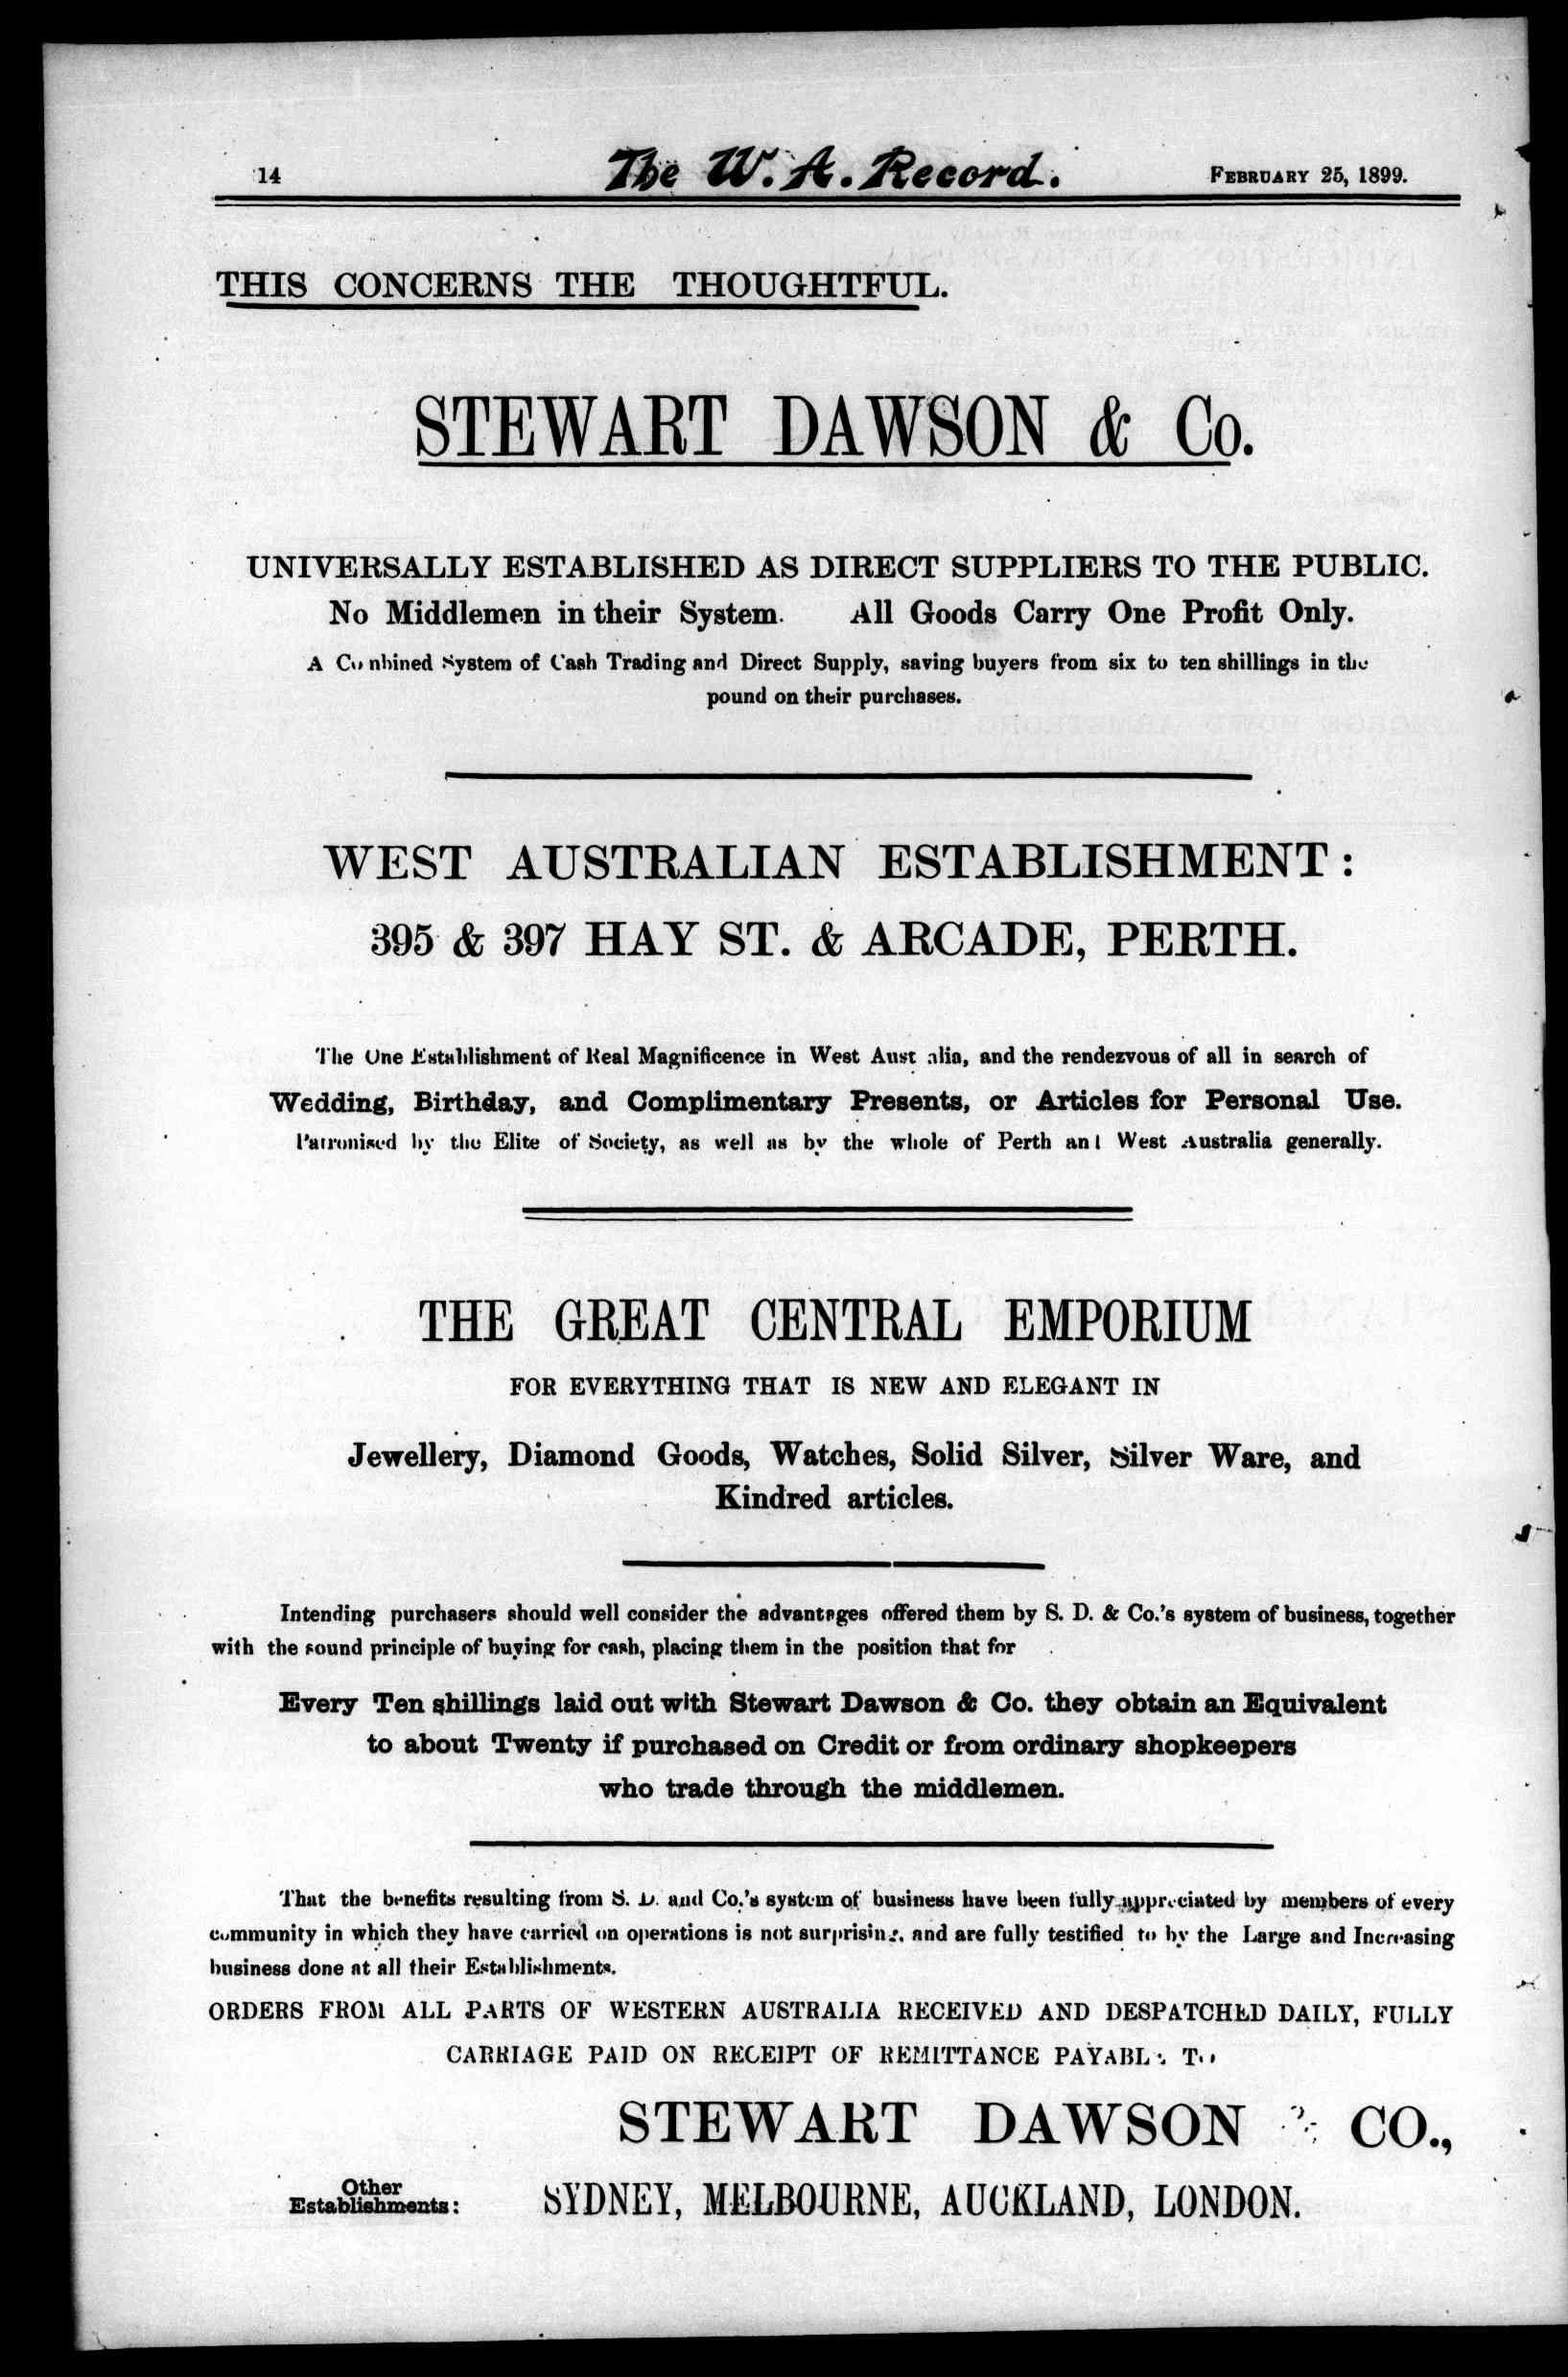 14
The W. A. Record.
FEBRUARY 25, 1899.
THIS CONCERNS THE THOUGHTFUL.
STEWART DAWSON & Co.
UNIVERSALLY ESTABLISHED AS DIRECT SUPPLIERS TO THE PUBLIC.
No Middlemen in their System. All Goods Carry One Profit Only.
A Combined System of Cash Trading and Direct Supply, saving buyers from six to ten shillings in the
pound on their purchases.
WEST AUSTRALIAN ESTABLISHMENT:
395 & 397 HAY ST. & ARCADE, PERTH.
The One Establishment of Real Magnificence in West Australia, and the rendezvous of all in search of
Wedding, Birthday, and Complimentary Presents, or Articles for Personal Use.
Patronised by the Elite of Society, as well as by the whole of Perth and West Australia generally.
THE GREAT CENTRAL EMPORIUM
FOR EVERYTHING THAT IS NEW AND ELEGANT IN
Jewellery, Diamond Goods, Watches, Solid Silver, Silver Ware, and
Kindred articles.
Intending purchasers should well consider the advantages offered them by S. D. & Co.'s system of business, together
with the sound principle of buying for cash, placing them in the position that for
Every Ten shillings laid out with Stewart Dawson & Co. they obtain an Equivalent
to about Twenty if purchased on Credit or from ordinary shopkeepers
who trade through the middlemen.
That the benefits resulting from S. D. and Co.'s system of business have been fully appreciated by members of every
community in which they have carried on operations is not surprising, and are fully testified to by the Large and Increasing
business done at all their Establishments.
ORDERS FROM ALL PARTS OF WESTERN AUSTRALIA RECEIVED AND DESPATCHED DAILY, FULLY
CARRIAGE PAID ON RECEIPT OF REMITTANCE PAYABLE TO
STEWART DAWSON & CO.,
Other
Establishments: SYDNEY, MELBOURNE, AUCKLAND, LONDON.